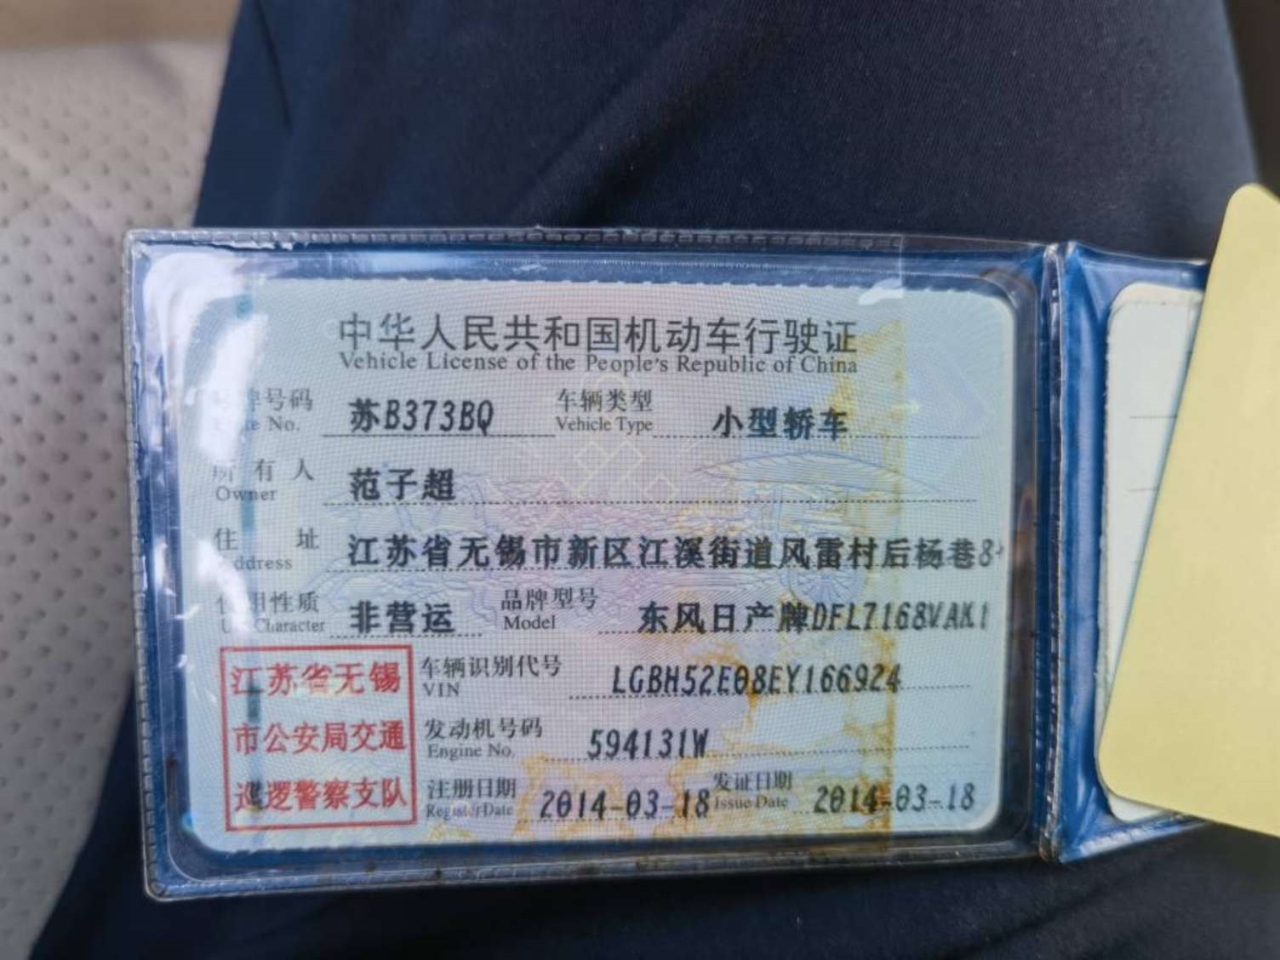 中华人民共和国机动车行驶证
Vehicle License of the People's Republic of China
号码 苏B373BQ 车辆类型 小型轿车
No. Vehicle Type
所有人 范子超
Owner
住址 江苏省无锡市新区江溪街道风雷村后杨巷8
Address
使用性质 非营运 品牌型号 东风日产牌DFL7168VAK1
Character Model
江苏省无锡
市公安局交通
巡逻警察支队
车辆识别代号 LGBH52E08EY166924
VIN
发动机号码 594131W
Engine No.
注册日期 2014-03-18 发证日期 2014-03-18
Register Date Issue Date